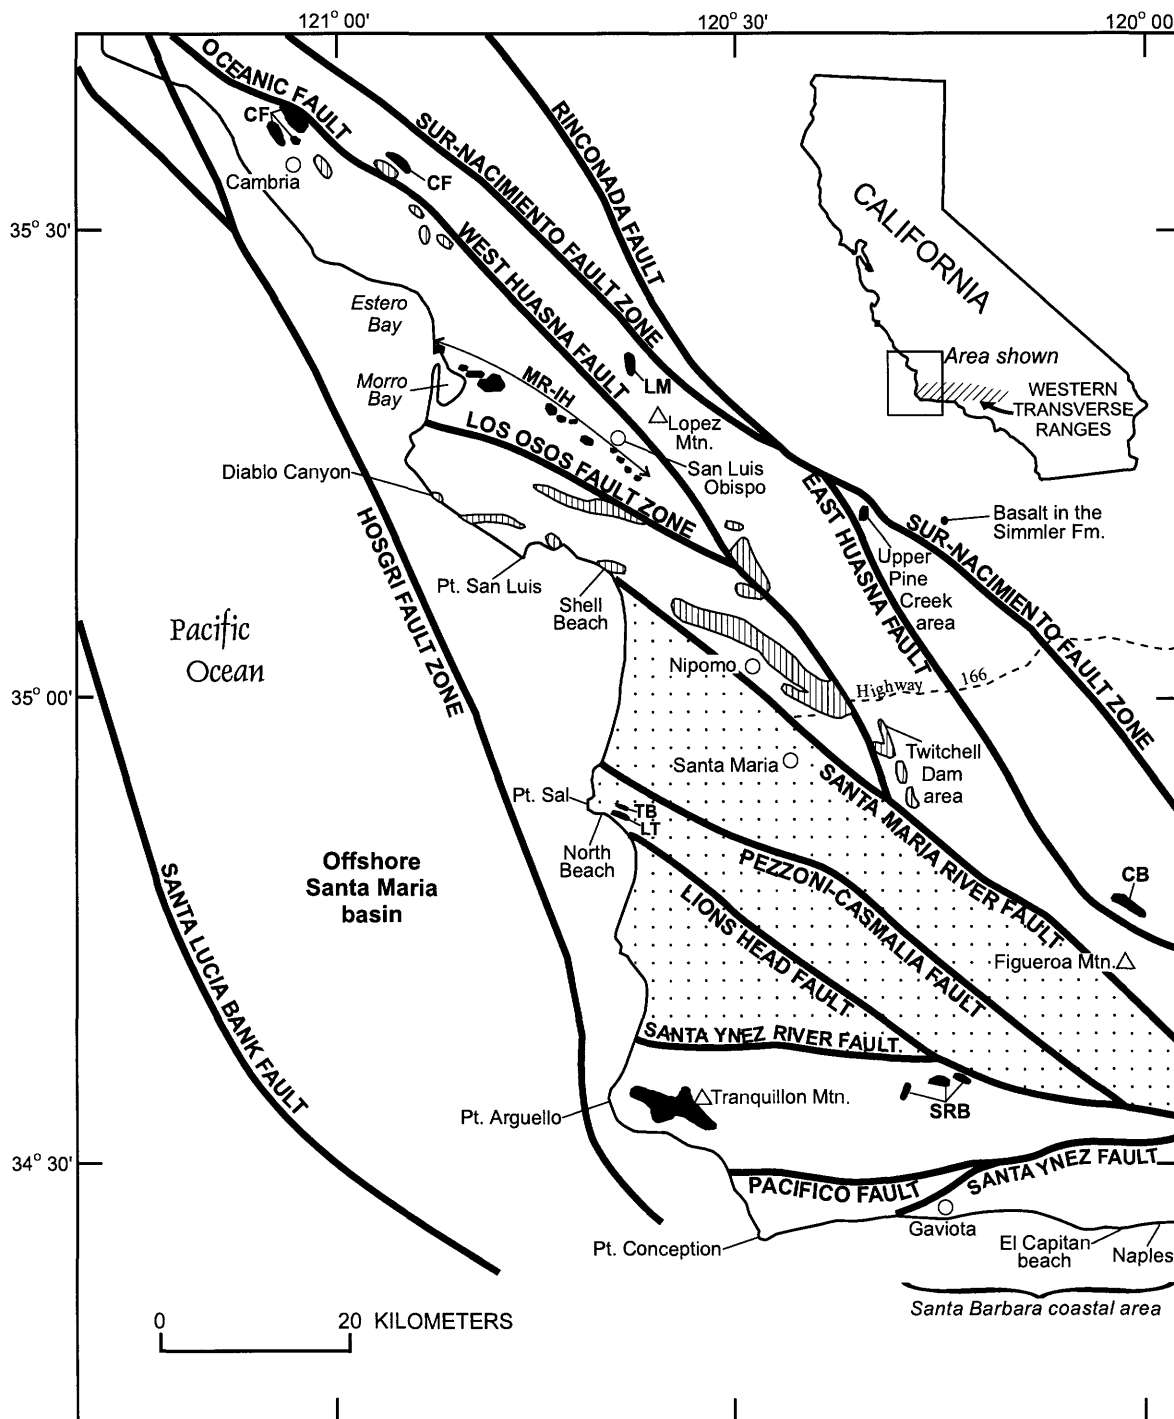 121° 00'
120° 30'
120° 00'
OCEANIC FAULT
CF
Cambria
CF
SUR-NACIMIENTO FAULT ZONE
RINCONADA FAULT
CALIFORNIA
35° 30'
WEST HUASNA FAULT
Estero
Bay
Morro
Bay
MR-IH
LM
Lopez
Mtn.
Area shown
WESTERN
TRANSVERSE
RANGES
LOS OSOS FAULT ZONE
San Luis
Obispo
Diablo Canyon
HOSGRI FAULT ZONE
EAST HUASNA FAULT
SUR-NACIMIENTO FAULT ZONE
Basalt in the
Simmler Fm.
Upper
Pine
Creek
area
Pt. San Luis
Shell
Beach
Pacific
Ocean
Nipomo
Highway 166
35° 00'
Santa Maria
Twitchell
Dam
area
SANTA MARIA RIVER FAULT
Pt. Sal
TB
LT
North
Beach
PEZZONI-CASMALIA FAULT
LIONS HEAD FAULT
CB
Figueroa Mtn.
Offshore
Santa Maria
basin
SANTA LUCIA BANK FAULT
SANTA YNEZ RIVER FAULT
Tranquillon Mtn.
SRB
Pt. Arguello
34° 30'
PACIFICO FAULT
SANTA YNEZ FAULT
Gaviota
Pt. Conception
El Capitan
beach
Naples
Santa Barbara coastal area
0 20 KILOMETERS